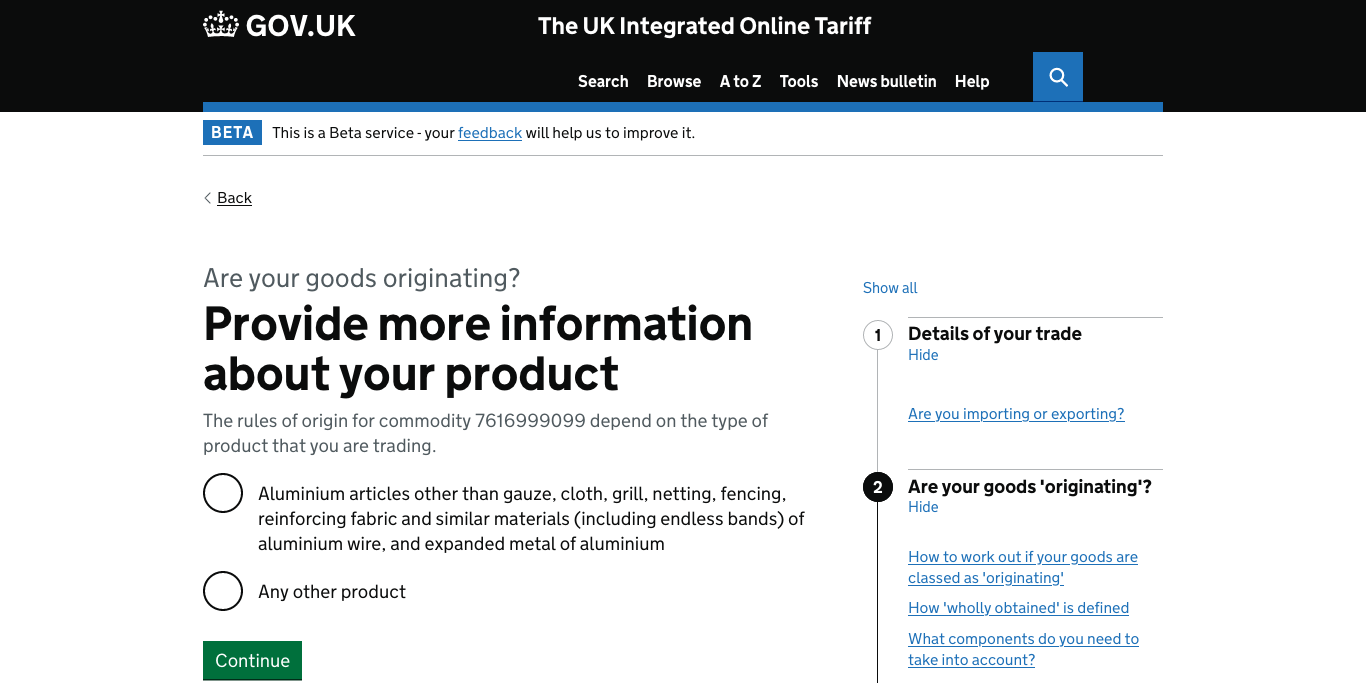 GOV.UK
The UK Integrated Online Tariff
Search Browse A to Z Tools News bulletin Help
BETA This is a Beta service - your feedback will help us to improve it.
Back
Are your goods originating?
Provide more information
about your product
The rules of origin for commodity 7616999099 depend on the type of
product that you are trading.
Aluminium articles other than gauze, cloth, grill, netting, fencing,
reinforcing fabric and similar materials (including endless bands) of
aluminium wire, and expanded metal of aluminium
Any other product
Continue
Show all
1 Details of your trade
Hide
Are you importing or exporting?
2 Are your goods 'originating'?
Hide
How to work out if your goods are
classed as 'originating'
How 'wholly obtained' is defined
What components do you need to
take into account?